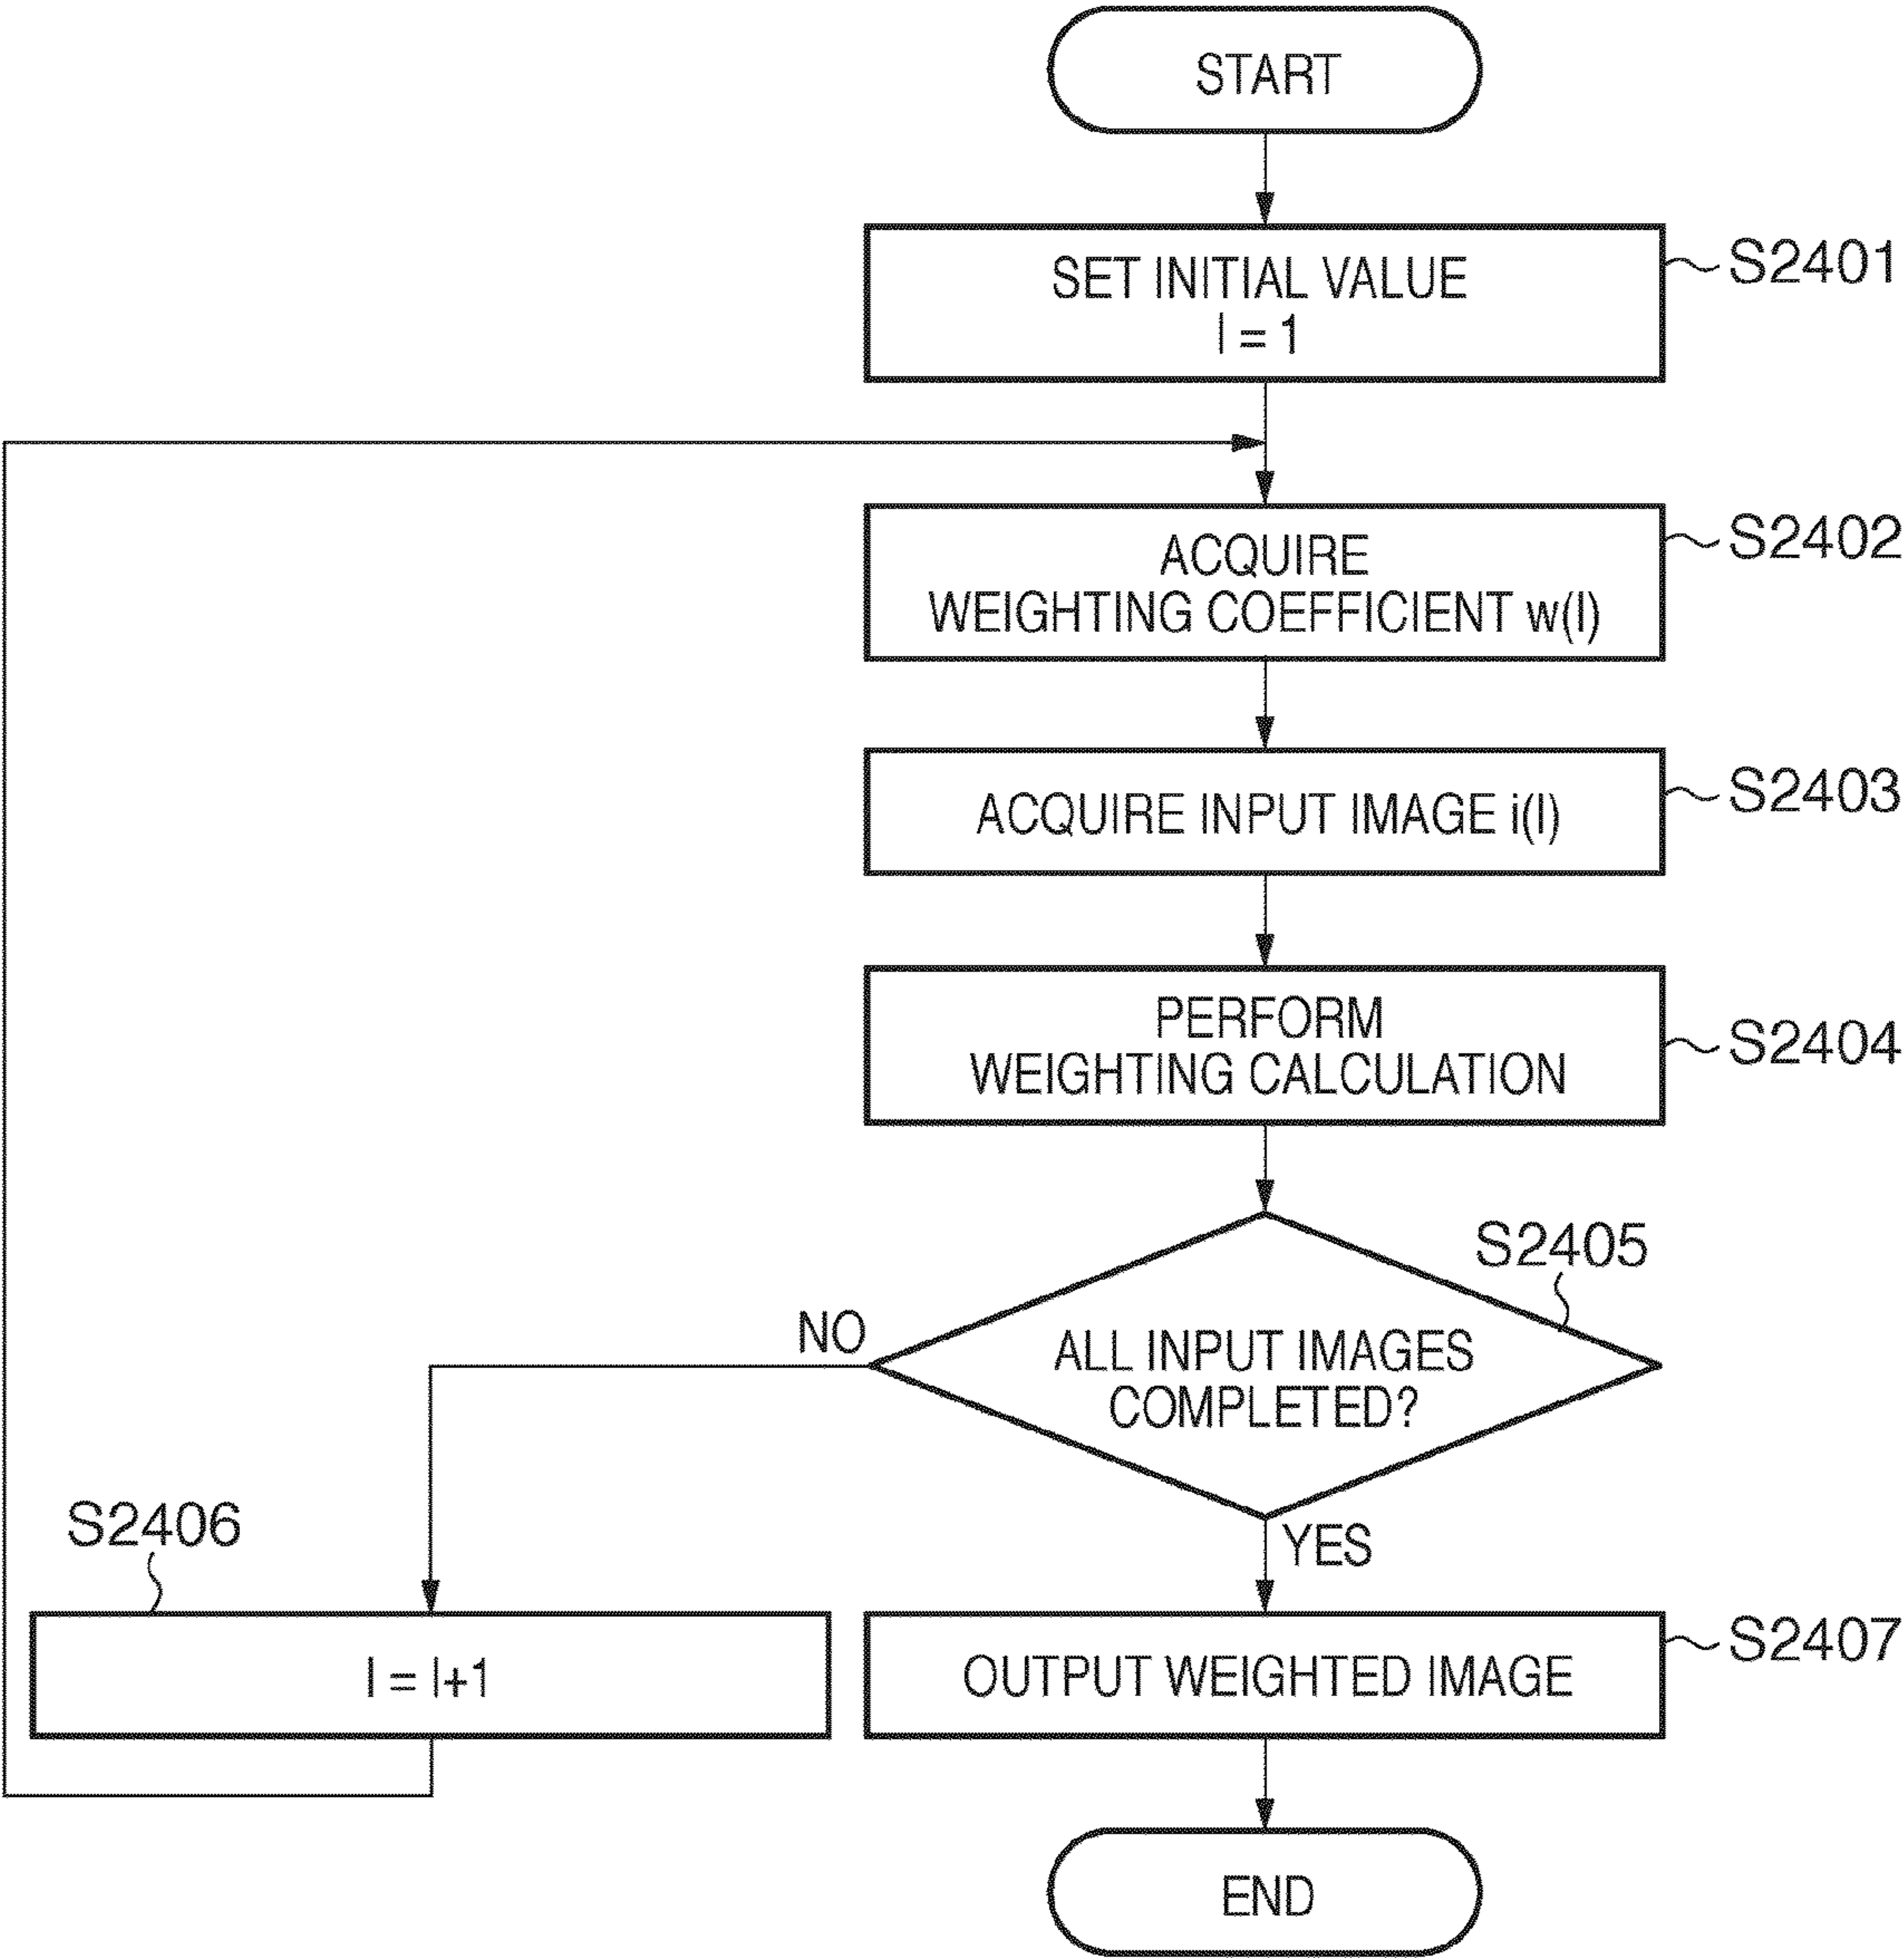 START
SET INITIAL VALUE
I = 1
S2401
ACQUIRE
WEIGHTING COEFFICIENT w(I)
S2402
ACQUIRE INPUT IMAGE i(I)
S2403
PERFORM
WEIGHTING CALCULATION
S2404
S2405
ALL INPUT IMAGES
COMPLETED?
NO
YES
S2406
I = I+1
OUTPUT WEIGHTED IMAGE
S2407
END